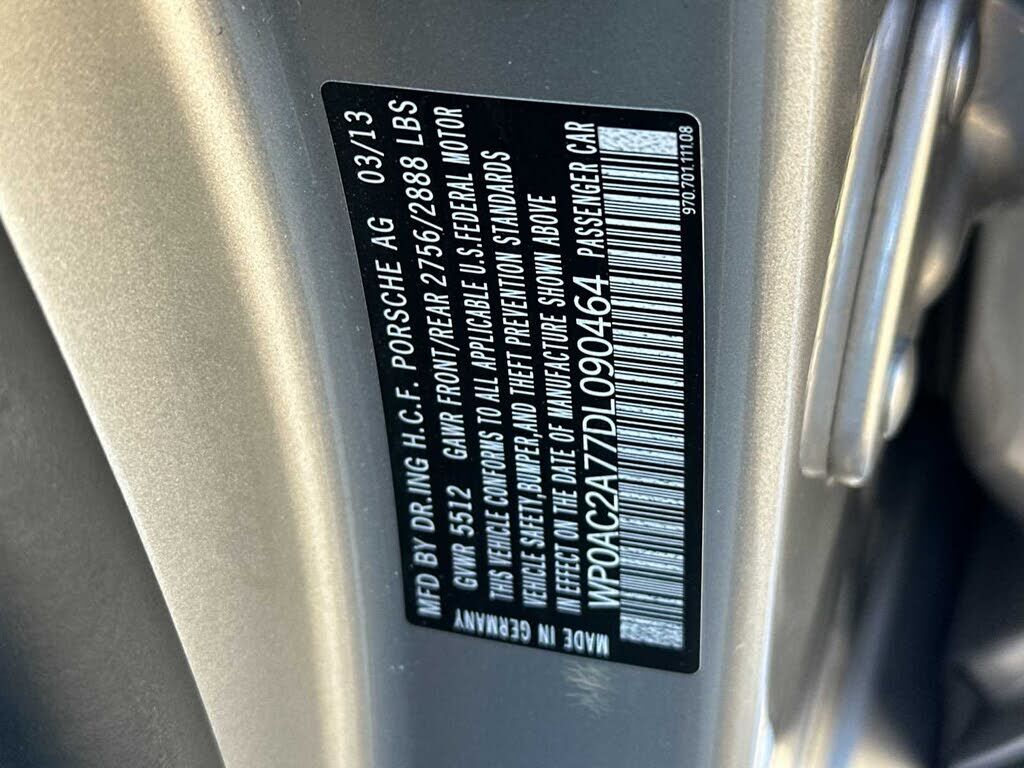 MFD BY DR.ING H.C.F. PORSCHE AG 03/13
GVWR 5512 GAWR FRONT/REAR 2756/2888 LBS
THIS VEHICLE CONFORMS TO ALL APPLICABLE U.S.FEDERAL MOTOR
VEHICLE SAFETY,BUMPER,AND THEFT PREVENTION STANDARDS
IN EFFECT ON THE DATE OF MANUFACTURE SHOWN ABOVE
WP0AC2A77DL090464 PASSENGER CAR
MADE IN GERMANY
970.701.111.08